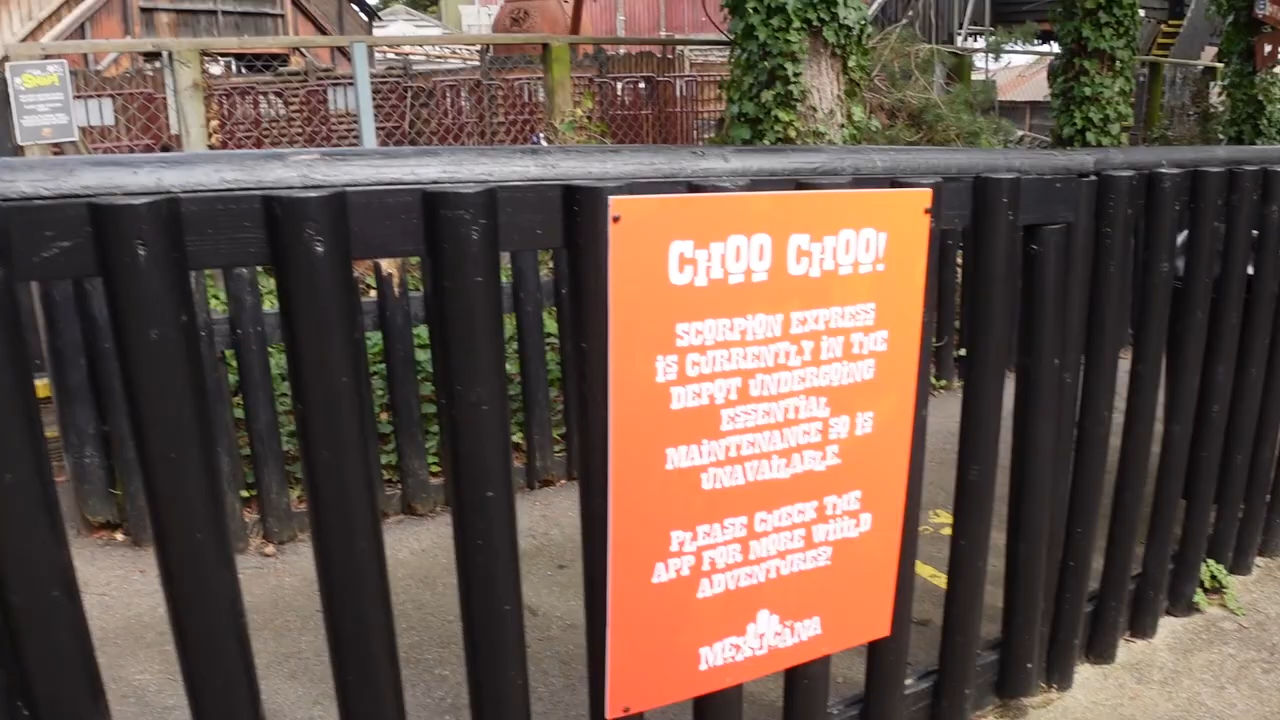 CHOO CHOO!
SCORPION EXPRESS
IS CURRENTLY IN THE
DEPOT UNDERGOING
ESSENTIAL
MAINTENANCE SO IS
UNAVAILABLE.
PLEASE CHECK THE
APP FOR MORE WIIILD
ADVENTURES!
MEXICANA